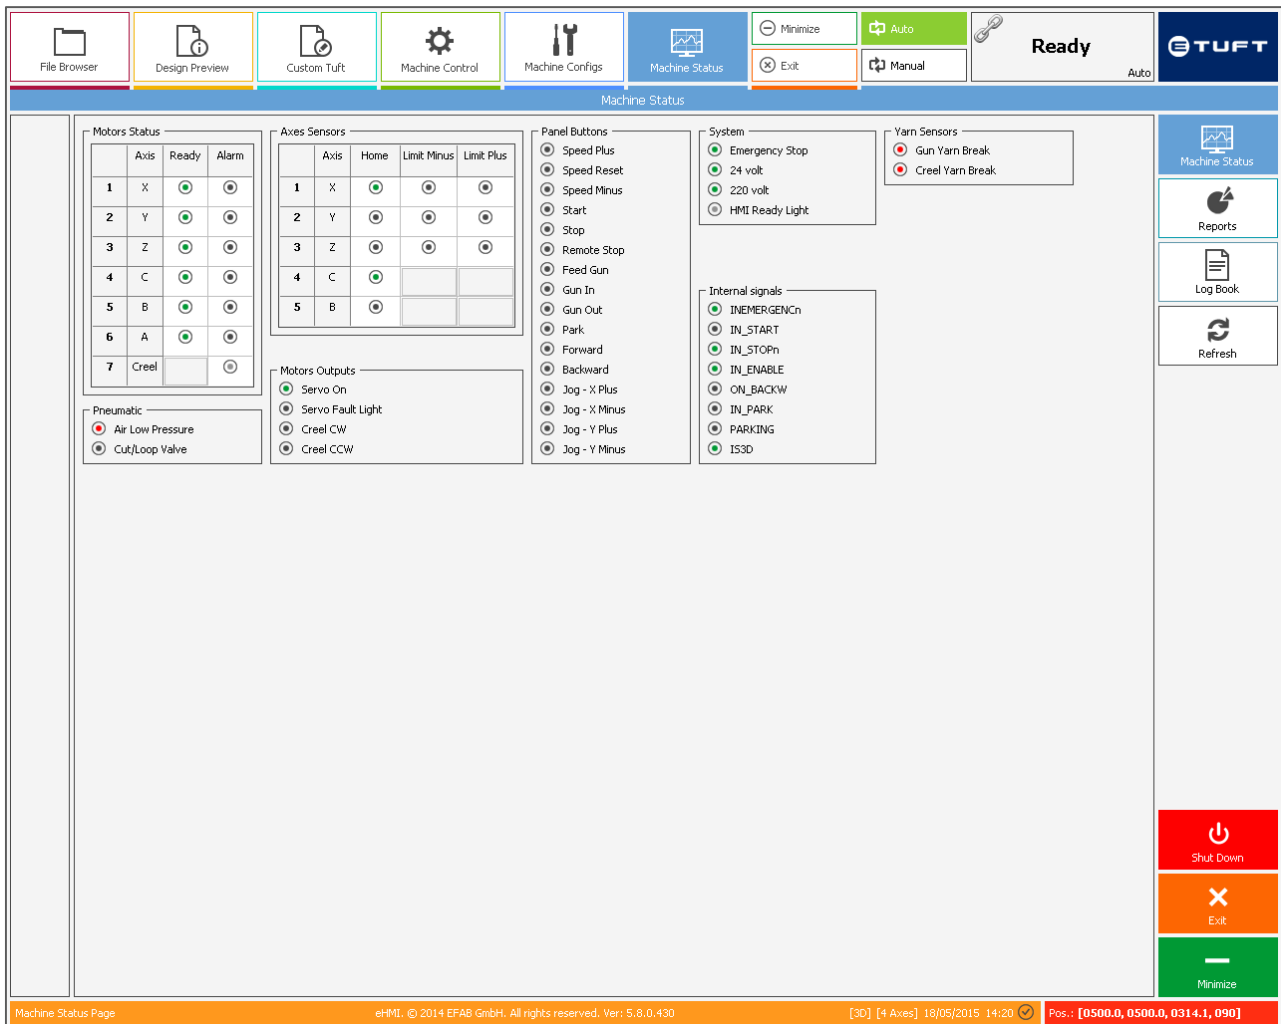 File Browser
Design Preview
Custom Tuft
Machine Control
Machine Configs
Machine Status
Minimize
Exit
Auto
Manual
Ready
Auto
ETUFT
Machine Status
Motors Status
Axis Ready Alarm
1 X
2 Y
3 Z
4 C
5 B
6 A
7 Creel
Pneumatic
Air Low Pressure
Cut/Loop Valve
Axes Sensors
Axis Home Limit Minus Limit Plus
1 X
2 Y
3 Z
4 C
5 B
Motors Outputs
Servo On
Servo Fault Light
Creel CW
Creel CCW
Panel Buttons
Speed Plus
Speed Reset
Speed Minus
Start
Stop
Remote Stop
Feed Gun
Gun In
Gun Out
Park
Forward
Backward
Jog - X Plus
Jog - X Minus
Jog - Y Plus
Jog - Y Minus
System
Emergency Stop
24 volt
220 volt
HMI Ready Light
Internal signals
INEMERGENCn
IN_START
IN_STOPn
IN_ENABLE
ON_BACKW
IN_PARK
PARKING
IS3D
Yarn Sensors
Gun Yarn Break
Creel Yarn Break
Machine Status
Reports
Log Book
Refresh
Shut Down
Exit
Minimize
Machine Status Page
eHMI. © 2014 EFAB GmbH. All rights reserved. Ver: 5.8.0.430
[3D] [4 Axes] 18/05/2015 14:20
Pos.: [0500.0, 0500.0, 0314.1, 090]